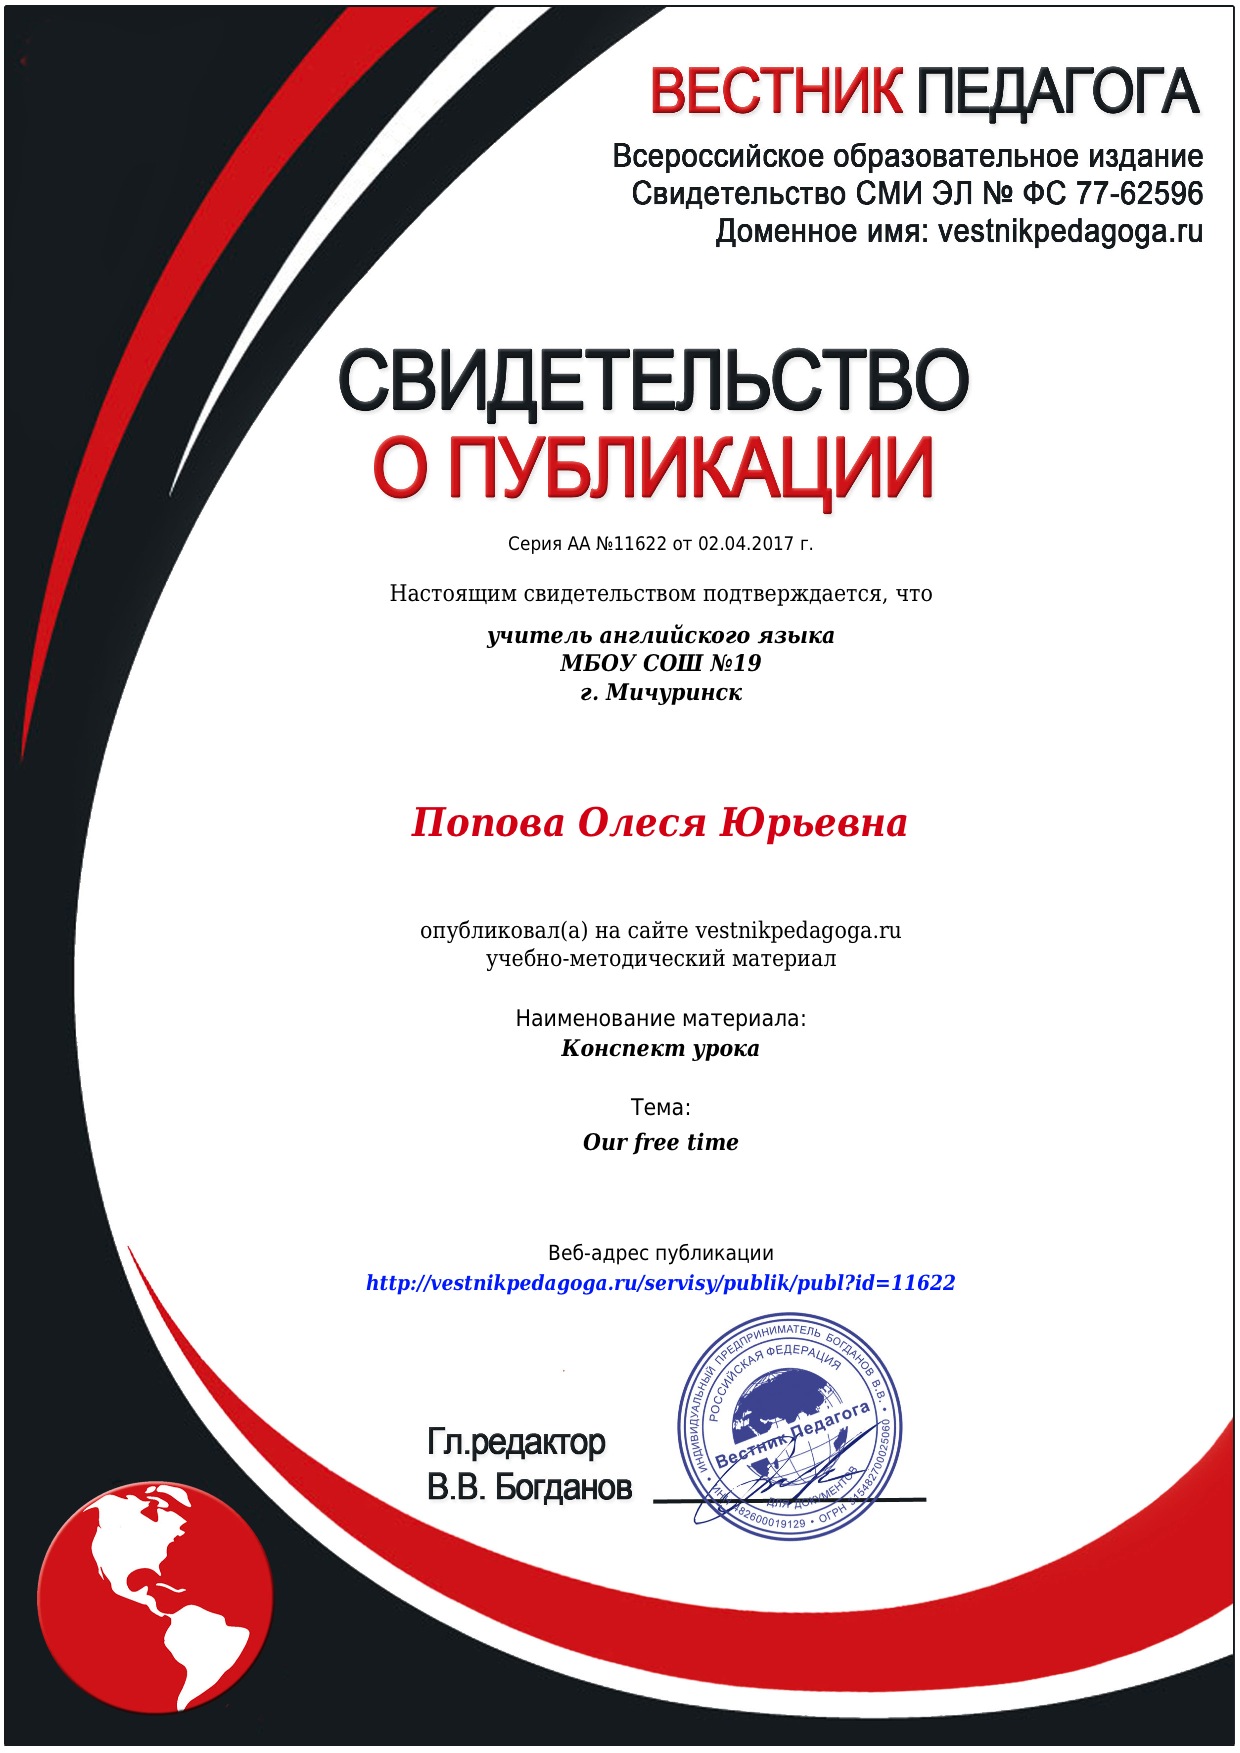 ВЕСТНИК ПЕДАГОГА
Всероссийское образовательное издание
Свидетельство СМИ ЭЛ № ФС 77-62596
Доменное имя: vestnikpedagoga.ru
СВИДЕТЕЛЬСТВО
О ПУБЛИКАЦИИ
Серия АА №11622 от 02.04.2017 г.
Настоящим свидетельством подтверждается, что
учитель английского языка
МБОУ СОШ №19
г. Мичуринск
Попова Олеся Юрьевна
опубликовал(а) на сайте vestnikpedagoga.ru
учебно-методический материал
Наименование материала:
Конспект урока
Тема:
Our free time
Веб-адрес публикации
http://vestnikpedagoga.ru/servisy/publik/publ?id=11622
Гл.редактор
В.В. Богданов
ИНДИВИДУАЛЬНЫЙ ПРЕДПРИНИМАТЕЛЬ БОГДАНОВ В.В.
РОССИЙСКАЯ ФЕДЕРАЦИЯ
Вестник Педагога
ДЛЯ ДОКУМЕНТОВ
ИНН 482600019129 • ОГРН 315482700025060